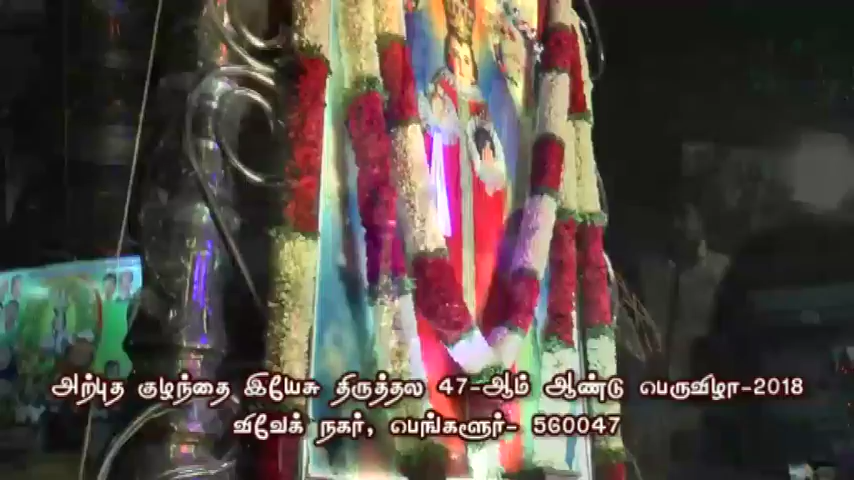 அற்புத குழந்தை இயேசு திருத்தல 47-ஆம் ஆண்டு பெருவிழா-2018
விவேக் நகர், பெங்களூர்- 560047